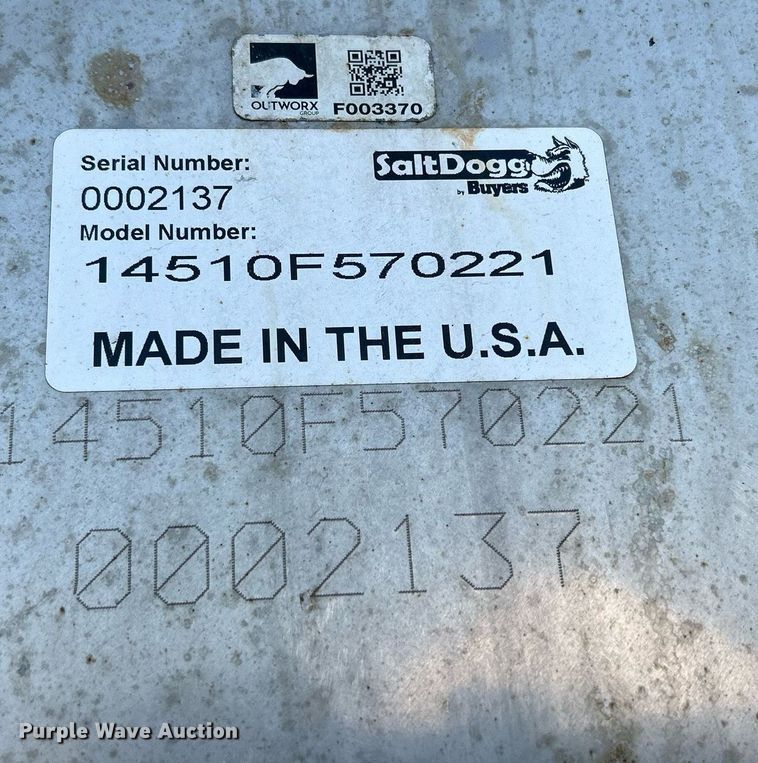 OUTWORX
GROUP
F003370
Serial Number:
0002137
SaltDogg
by Buyers
Model Number:
14510F570221
MADE IN THE U.S.A.
14510F570221
0002137
Purple Wave Auction